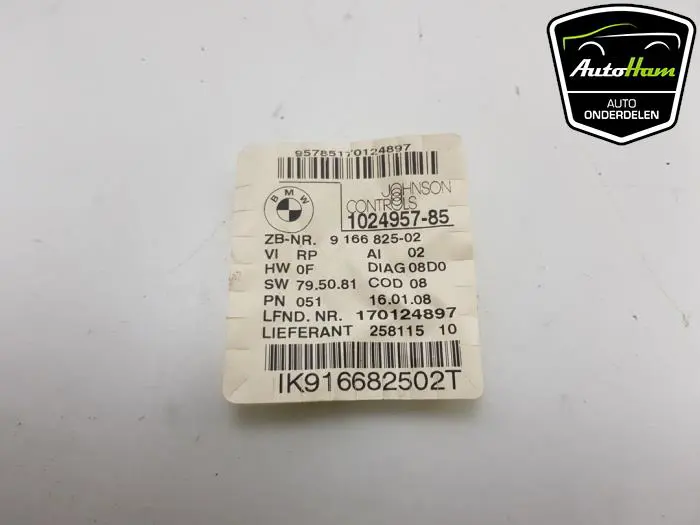 AutoHam
AUTO
ONDERDELEN
95785170124897
BMW
JOHNSON
CONTROLS
1024957-85
ZB-NR. 9 166 825-02
VI RP AI 02
HW 0F DIAG 08D0
SW 79.50.81 COD 08
PN 051 16.01.08
LFND. NR. 170124897
LIEFERANT 258115 10
IK916682502T